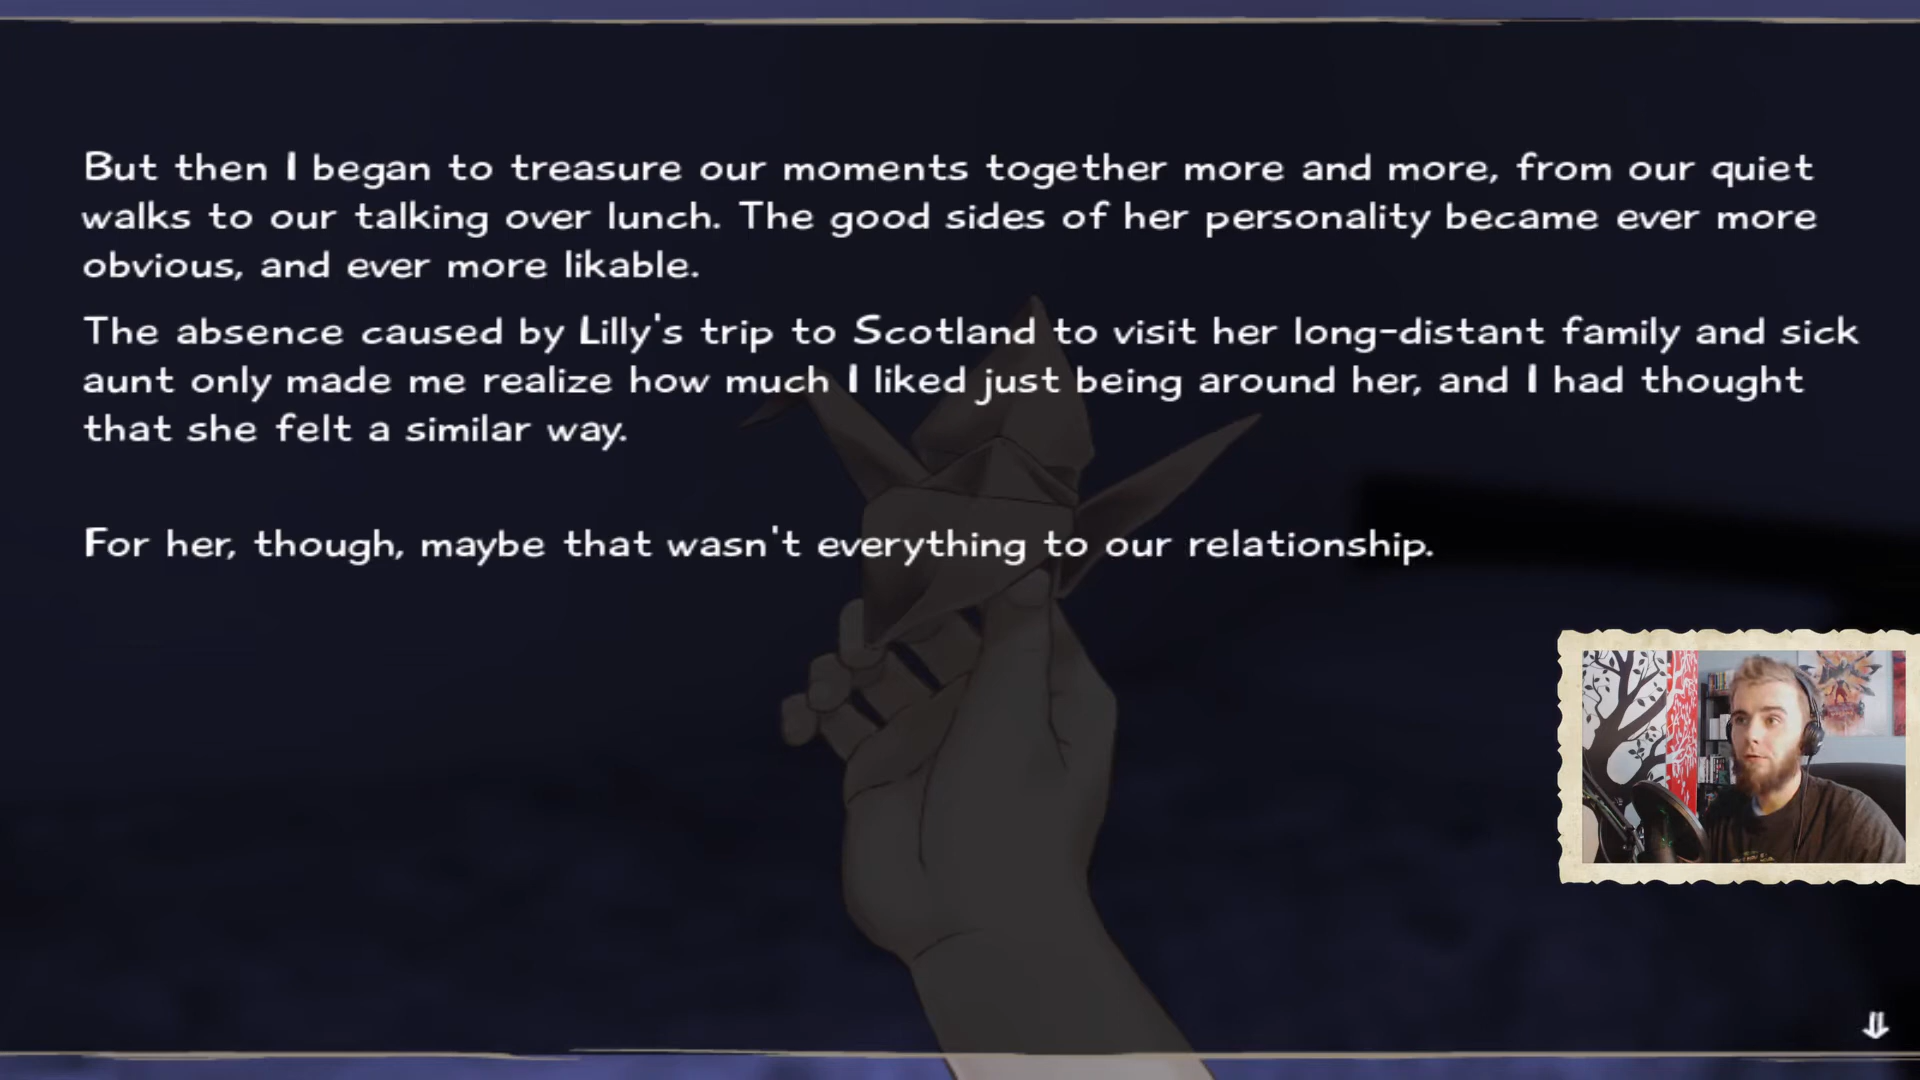 But then I began to treasure our moments together more and more, from our quiet
walks to our talking over lunch. The good sides of her personality became ever more
obvious, and ever more likable.
The absence caused by Lilly's trip to Scotland to visit her long-distant family and sick
aunt only made me realize how much I liked just being around her, and I had thought
that she felt a similar way.
For her, though, maybe that wasn't everything to our relationship.